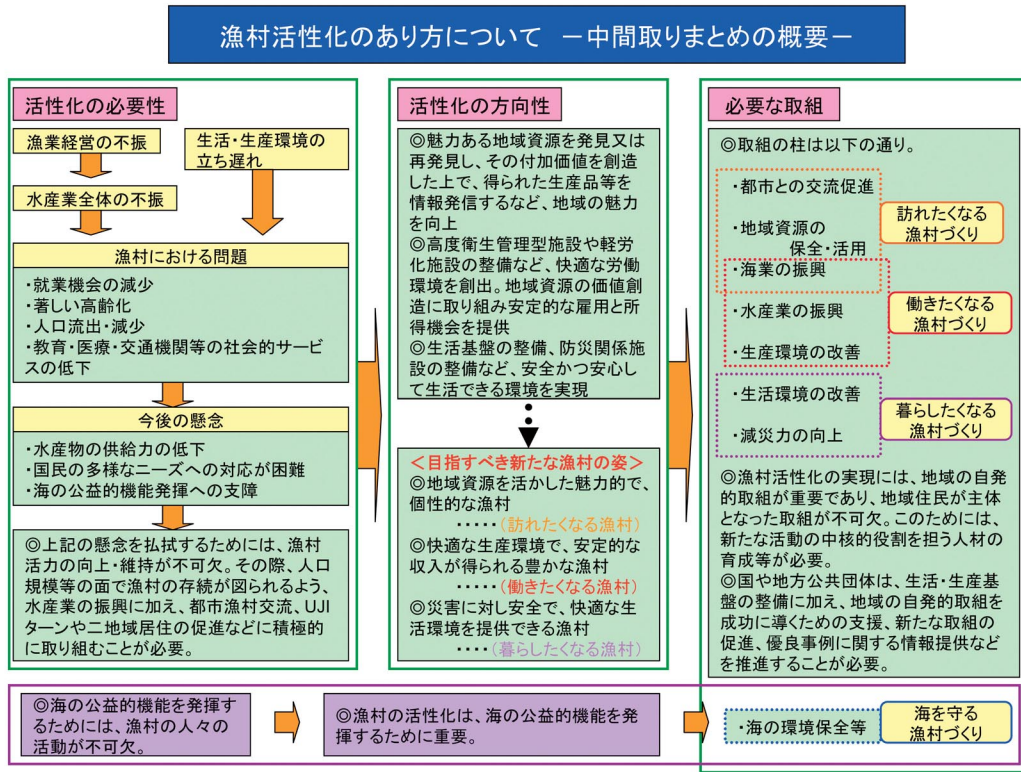 漁村活性化のあり方について －中間取りまとめの概要－
活性化の必要性
漁業経営の不振
生活・生産環境の
立ち遅れ
水産業全体の不振
漁村における問題
・就業機会の減少
・著しい高齢化
・人口流出・減少
・教育・医療・交通機関等の社会的サービ
スの低下
今後の懸念
・水産物の供給力の低下
・国民の多様なニーズへの対応が困難
・海の公益的機能発揮への支障
◎上記の懸念を払拭するためには、漁村
活力の向上・維持が不可欠。その際、人口
規模等の面で漁村の存続が図られるよう、
水産業の振興に加え、都市漁村交流、UJI
ターンや二地域居住の促進などに積極的
に取り組むことが必要。
活性化の方向性
◎魅力ある地域資源を発見又は
再発見し、その付加価値を創造
した上で、得られた生産品等を
情報発信するなど、地域の魅力
を向上
◎高度衛生管理型施設や軽労
化施設の整備など、快適な労働
環境を創出。地域資源の価値創
造に取り組み安定的な雇用と所
得機会を提供
◎生活基盤の整備、防災関係施
設の整備など、安全かつ安心し
て生活できる環境を実現
＜目指すべき新たな漁村の姿＞
◎地域資源を活かした魅力的で、
個性的な漁村
・・・・・（訪れたくなる漁村）
◎快適な生産環境で、安定的な
収入が得られる豊かな漁村
・・・・・（働きたくなる漁村）
◎災害に対し安全で、快適な生
活環境を提供できる漁村
・・・・（暮らしたくなる漁村）
必要な取組
◎取組の柱は以下の通り。
・都市との交流促進
・地域資源の
保全・活用
・海業の振興
訪れたくなる
漁村づくり
・水産業の振興
・生産環境の改善
働きたくなる
漁村づくり
・生活環境の改善
・減災力の向上
暮らしたくなる
漁村づくり
◎漁村活性化の実現には、地域の自発
的取組が重要であり、地域住民が主体
となった取組が不可欠。このためには、
新たな活動の中核的役割を担う人材の
育成等が必要。
◎国や地方公共団体は、生活・生産基
盤の整備に加え、地域の自発的取組を
成功に導くための支援、新たな取組の
促進、優良事例に関する情報提供などを
推進することが必要。
◎海の公益的機能を発揮す
るためには、漁村の人々の
活動が不可欠。
◎漁村の活性化は、海の公益的機能を発
揮するために重要。
・海の環境保全等
海を守る
漁村づくり